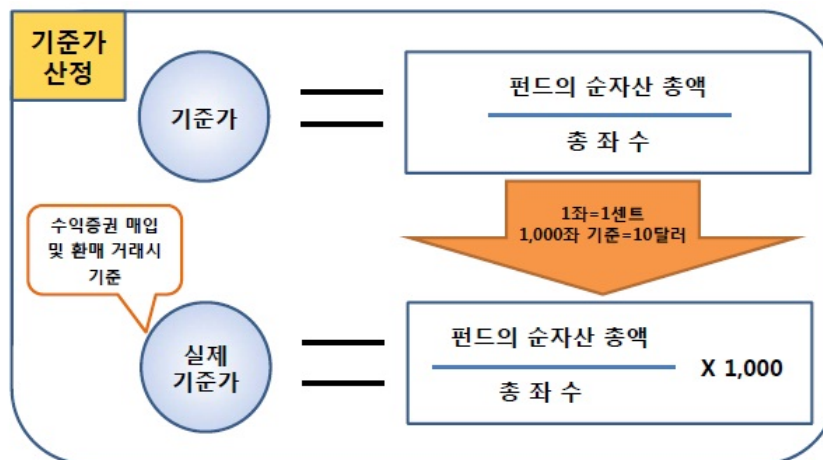 기준가
산정
기준가
펀드의 순자산 총액
총 좌 수
1좌=1센트
1,000좌 기준=10달러
수익증권 매입
및 환매 거래시
기준
실제
기준가
펀드의 순자산 총액
총 좌 수
X 1,000